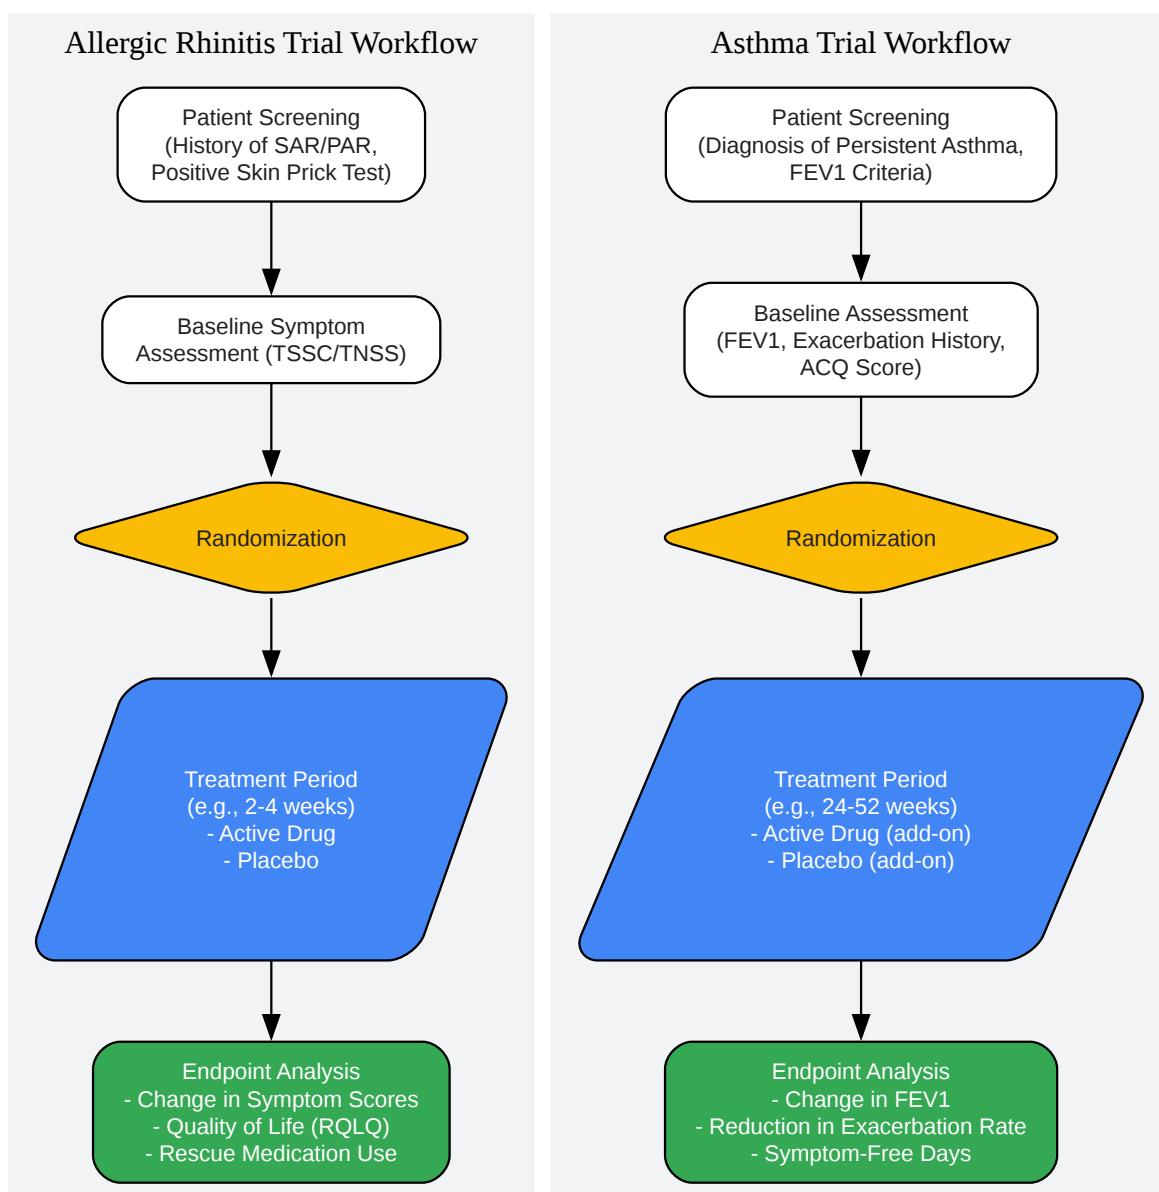 Allergic Rhinitis Trial Workflow
Patient Screening
(History of SAR/PAR,
Positive Skin Prick Test)
Baseline Symptom
Assessment (TSSC/TNSS)
Randomization
Treatment Period
(e.g., 2-4 weeks)
- Active Drug
- Placebo
Endpoint Analysis
- Change in Symptom Scores
- Quality of Life (RQLQ)
- Rescue Medication Use
Asthma Trial Workflow
Patient Screening
(Diagnosis of Persistent Asthma,
FEV1 Criteria)
Baseline Assessment
(FEV1, Exacerbation History,
ACQ Score)
Randomization
Treatment Period
(e.g., 24-52 weeks)
- Active Drug (add-on)
- Placebo (add-on)
Endpoint Analysis
- Change in FEV1
- Reduction in Exacerbation Rate
- Symptom-Free Days